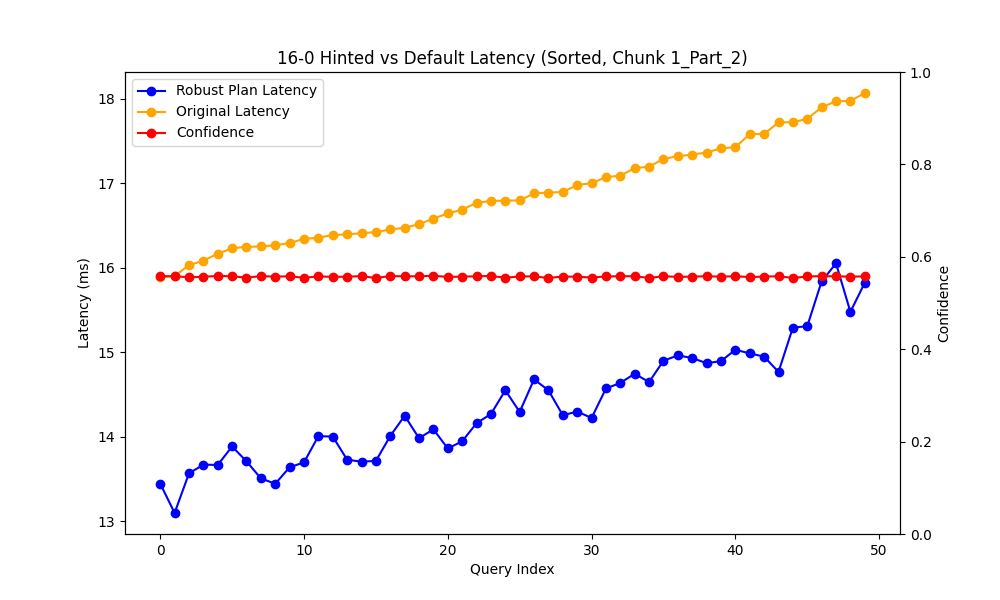 16-0 Hinted vs Default Latency (Sorted, Chunk 1_Part_2)
Robust Plan Latency
Original Latency
Confidence
Latency (ms)
18
17
16
15
14
13
1.0
0.8
0.6
0.4
0.2
0.0
Confidence
0 10 20 30 40 50
Query Index